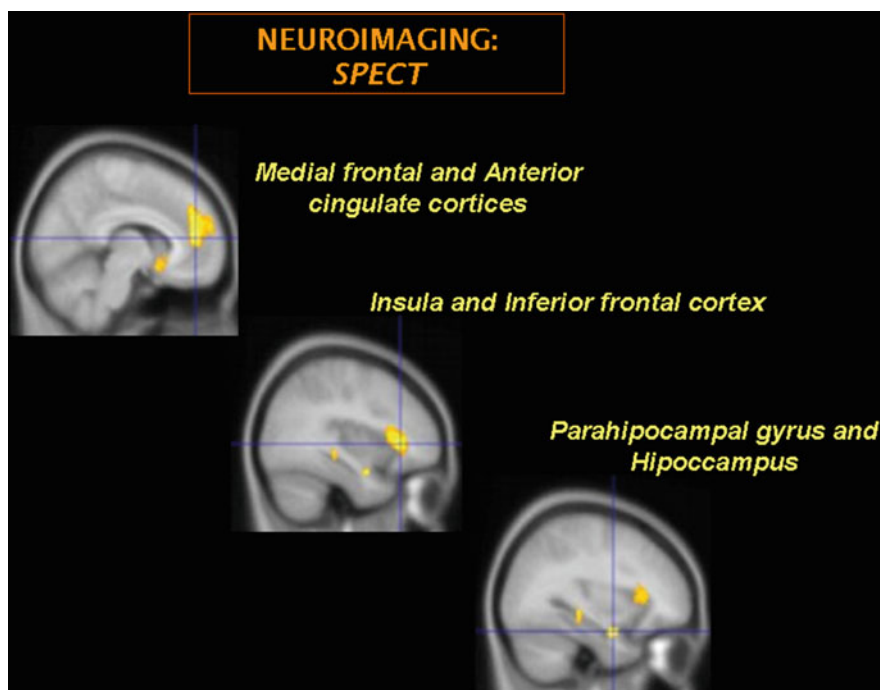 NEUROIMAGING:
SPECT
Medial frontal and Anterior
cingulate cortices
Insula and Inferior frontal cortex
Parahipocampal gyrus and
Hipoccampus